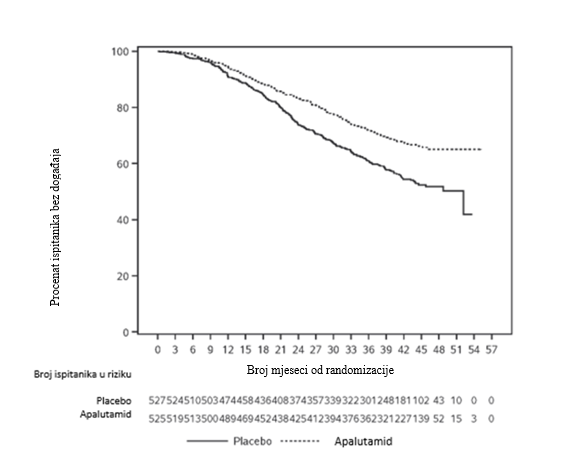 100
80
60
40
20
0
Procenat ispitanika bez događaja
0 3 6 9 12 15 18 21 24 27 30 33 36 39 42 45 48 51 54 57
Broj mjeseci od randomizacije
Broj ispitanika u riziku
Placebo 527524510503474458436408374357339322301248181102 43 10 0 0
Apalutamid 525519513500489469452438425412394376362321227139 52 15 3 0
Placebo Apalutamid